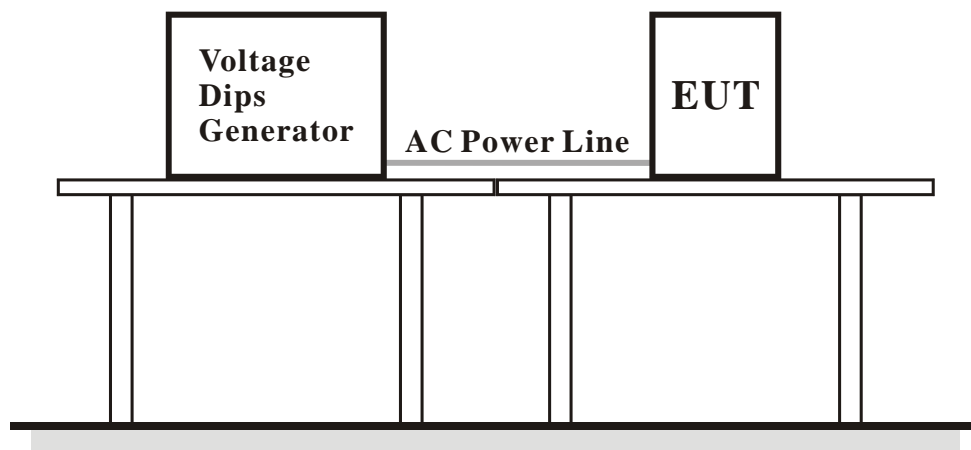 Voltage
Dips
Generator
AC Power Line
EUT